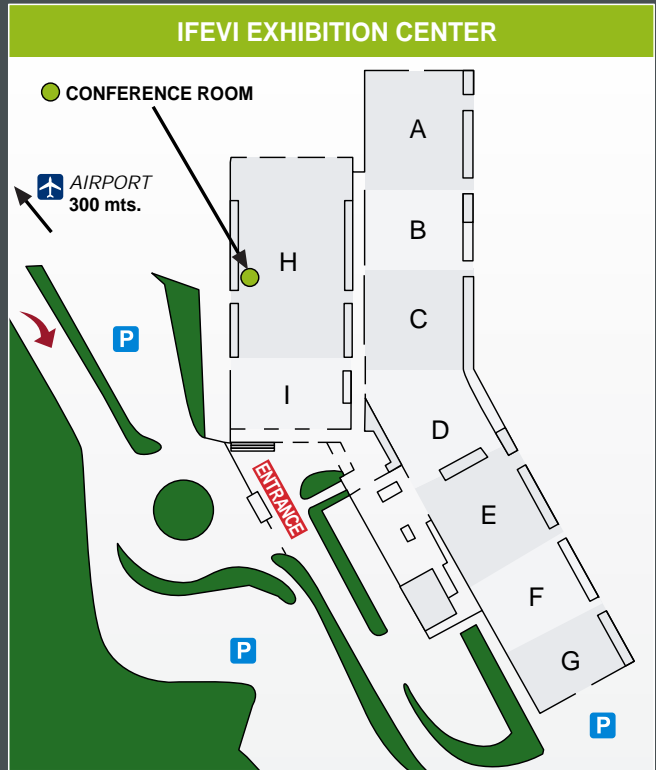 IFEVI EXHIBITION CENTER
CONFERENCE ROOM
A
AIRPORT
300 mts.
B
H
C
P
I
D
ENTRANCE
E
F
P
G
P